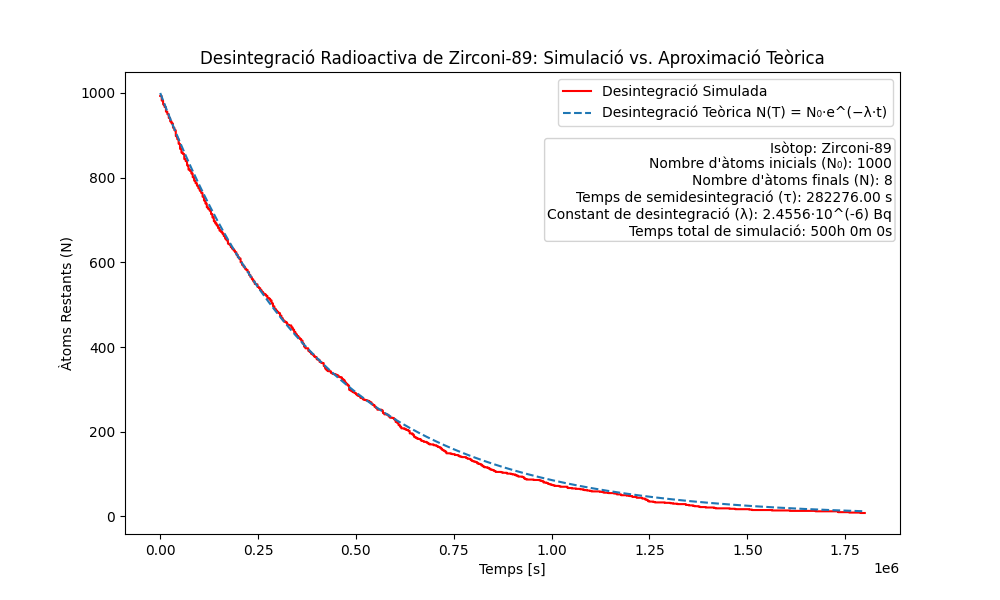 Desintegració Radioactiva de Zirconi-89: Simulació vs. Aproximació Teòrica
Desintegració Simulada
Desintegració Teòrica N(T) = N₀·e^(−λ·t)
Isòtop: Zirconi-89
Nombre d'àtoms inicials (N₀): 1000
Nombre d'àtoms finals (N): 8
Temps de semidesintegració (τ): 282276.00 s
Constant de desintegració (λ): 2.4556·10^(-6) Bq
Temps total de simulació: 500h 0m 0s
Àtoms Restants (N)
1000
800
600
400
200
0
0.00 0.25 0.50 0.75 1.00 1.25 1.50 1.75
1e6
Temps [s]